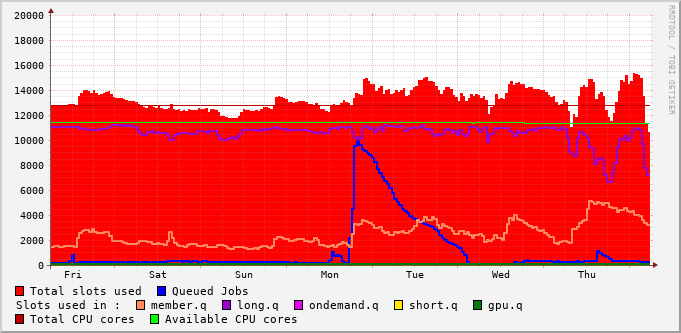 20000
18000
16000
14000
12000
10000
8000
6000
4000
2000
0
Fri Sat Sun Mon Tue Wed Thu
RRDTOOL / TOBI OETIKER
Total slots used Queued Jobs
Slots used in : member.q long.q ondemand.q short.q gpu.q
Total CPU cores Available CPU cores